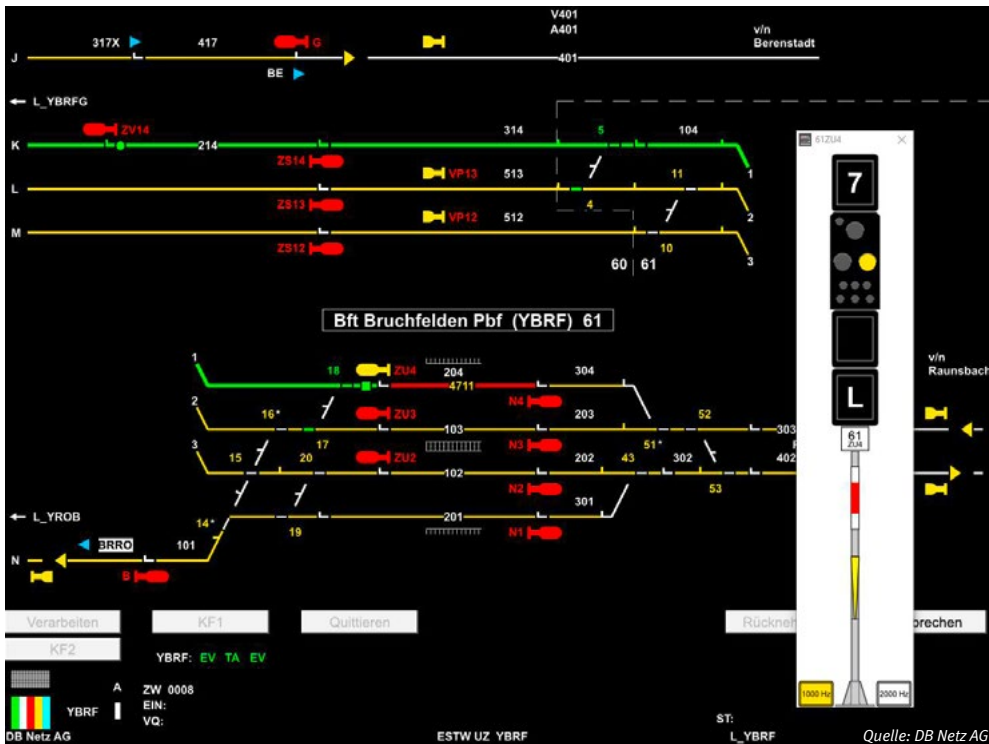 V401
A401
v/n
Berenstadt
317X
417
G
J
401
BE
L_YBRFG
ZV14
314
5
104
K
214
1
ZS14
VP13
513
11
L
ZS13
4
2
VP12
512
M
ZS12
10
3
60
61
Bft Bruchfelden Pbf (YBRF) 61
1
18
ZU4
204
304
4711
v/n
Raunsbach
2
16*
ZU3
N4
203
52
103
303
3
17
N3
51*
15
20
ZU2
202
43
302
402
102
53
N2
301
L_YROB
14*
201
19
BRRO
101
N1
N
B
Verarbeiten
KF1
Quittieren
Rückneh
brechen
KF2
YBRF: EV TA EV
A
ZW 0008
YBRF
EIN:
VQ:
ST:
DB Netz AG
ESTW UZ YBRF
L_YBRF
61ZU4
7
L
61
ZU4
1000 Hz
2000 Hz
Quelle: DB Netz AG